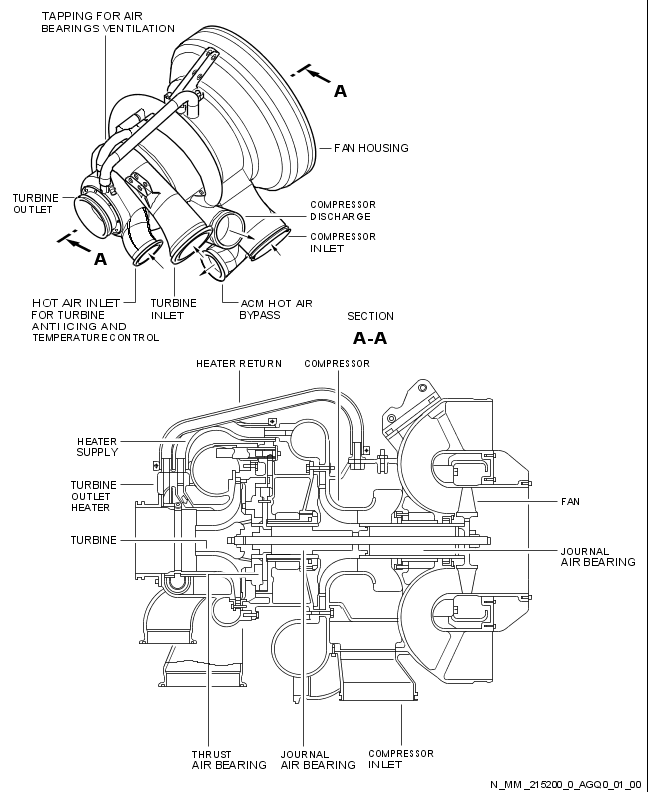 TAPPING FOR AIR
BEARINGS VENTILATION
A
FAN HOUSING
TURBINE
OUTLET
COMPRESSOR
DISCHARGE
COMPRESSOR
INLET
A
HOT AIR INLET
FOR TURBINE
ANTI ICING AND
TEMPERATURE CONTROL
TURBINE
INLET
ACM HOT AIR
BYPASS
SECTION
A-A
HEATER RETURN
COMPRESSOR
HEATER
SUPPLY
TURBINE
OUTLET
HEATER
FAN
TURBINE
JOURNAL
AIR BEARING
THRUST
AIR BEARING
JOURNAL
AIR BEARING
COMPRESSOR
INLET
N_MM_215200_0_AGQ0_01_00